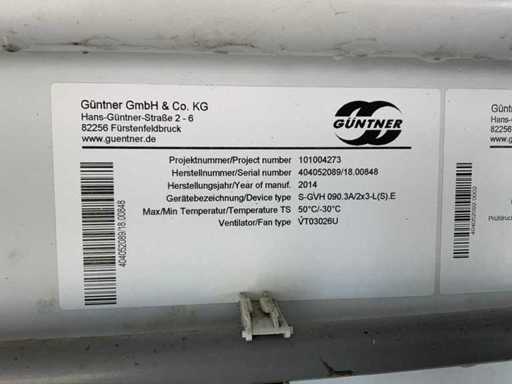 Güntner GmbH & Co. KG
Hans-Güntner-Straße 2 - 6
82256 Fürstenfeldbruck
www.guentner.de
GÜNTNER
Projektnummer/Project number 101004273
Herstellnummer/Serial number 404052089/18.00848
Herstellungsjahr/Year of manuf. 2014
Gerätebezeichnung/Device type S-GVH 090.3A/2x3-L(S).E
Max/Min Temperatur/Temperature TS 50°C/-30°C
Ventilator/Fan type VT03026U
404052089/18.00848
Günt
Hans-
82256
www.